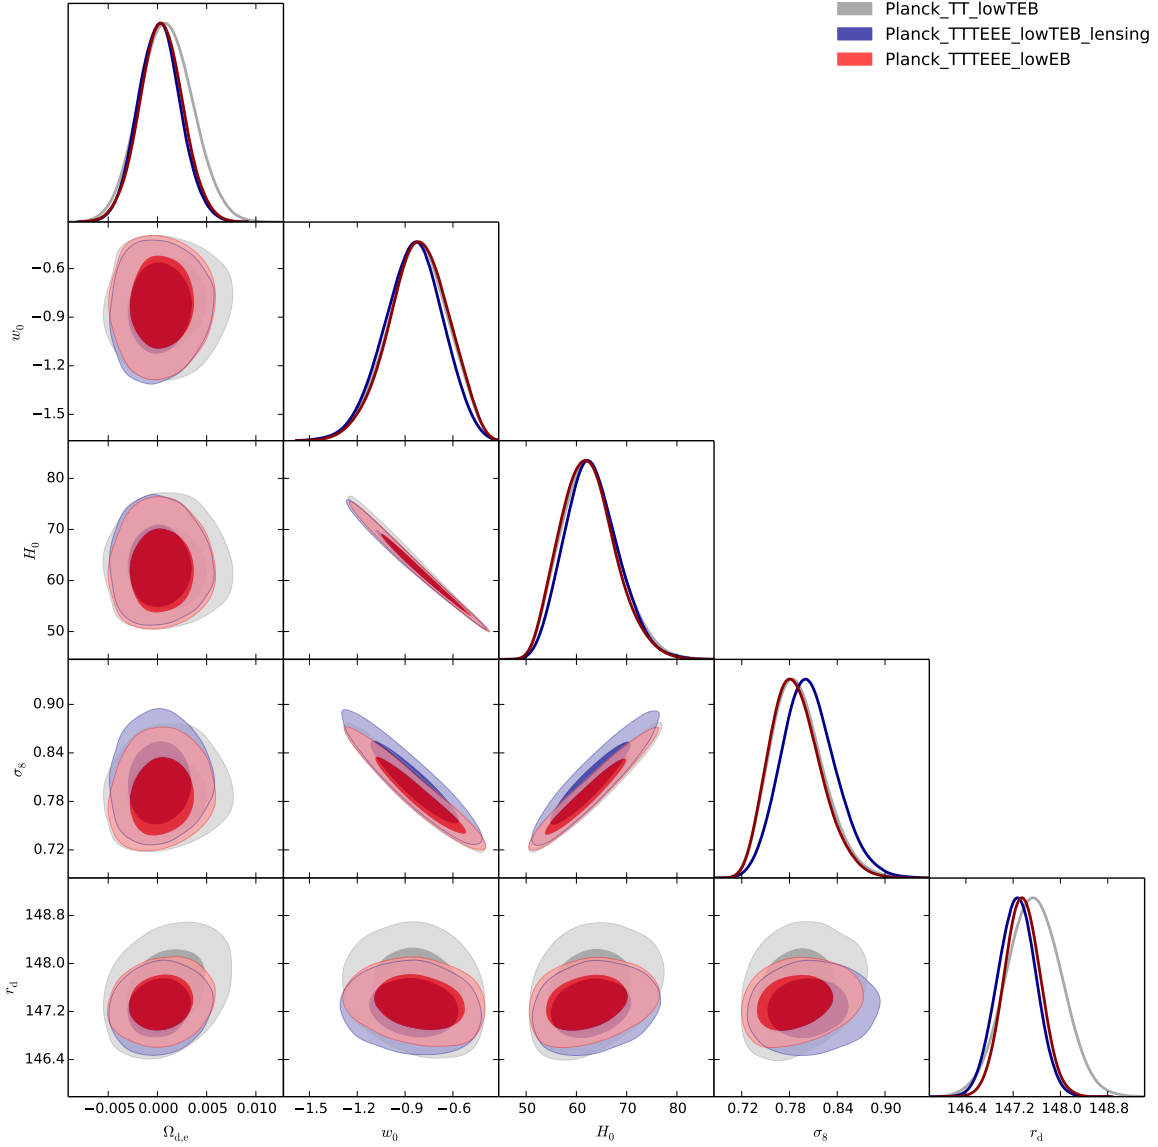 Planck_TT_lowTEB
Planck_TTTEEE_lowTEB_lensing
Planck_TTTEEE_lowEB
w₀
−0.6
−0.9
−1.2
−1.5
H₀
80
70
60
50
σ₈
0.90
0.84
0.78
0.72
r_d
148.8
148.0
147.2
146.4
−0.005 0.000 0.005 0.010
−1.5 −1.2 −0.9 −0.6
50 60 70 80
0.72 0.78 0.84 0.90
146.4 147.2 148.0 148.8
Ω_d,e
w₀
H₀
σ₈
r_d